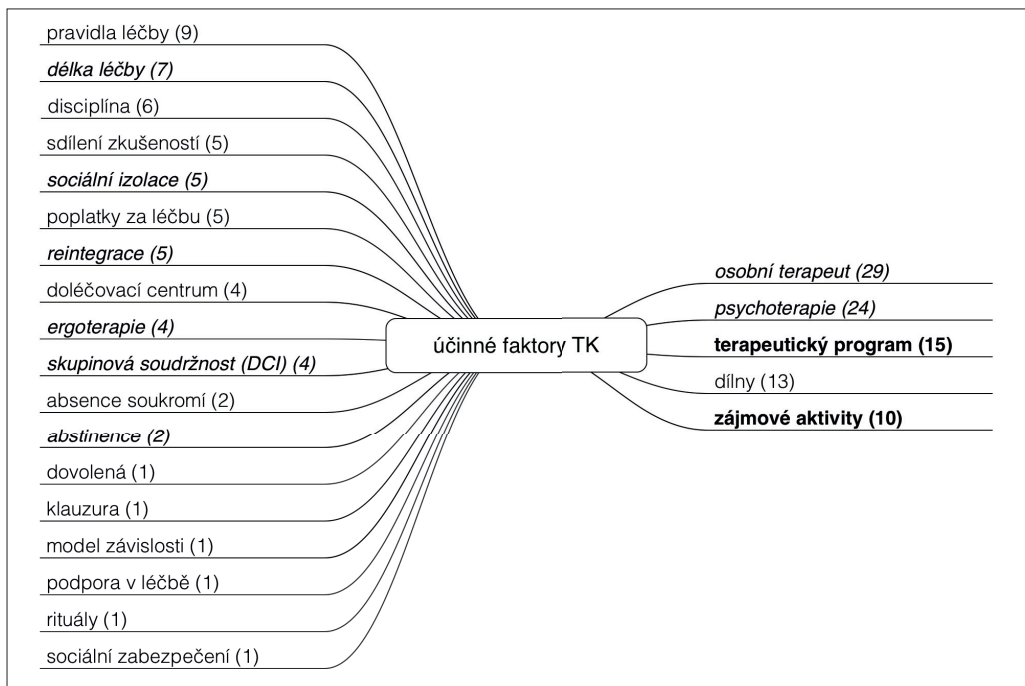 pravidla léčby (9)
délka léčby (7)
disciplína (6)
sdílení zkušeností (5)
sociální izolace (5)
poplatky za léčbu (5)
reintegrace (5)
doléčovací centrum (4)
ergoterapie (4)
skupinová soudržnost (DCI) (4)
absence soukromí (2)
abstinence (2)
dovolená (1)
klauzura (1)
model závislosti (1)
podpora v léčbě (1)
rituály (1)
sociální zabezpečení (1)
účinné faktory TK
osobní terapeut (29)
psychoterapie (24)
terapeutický program (15)
dílny (13)
zájmové aktivity (10)